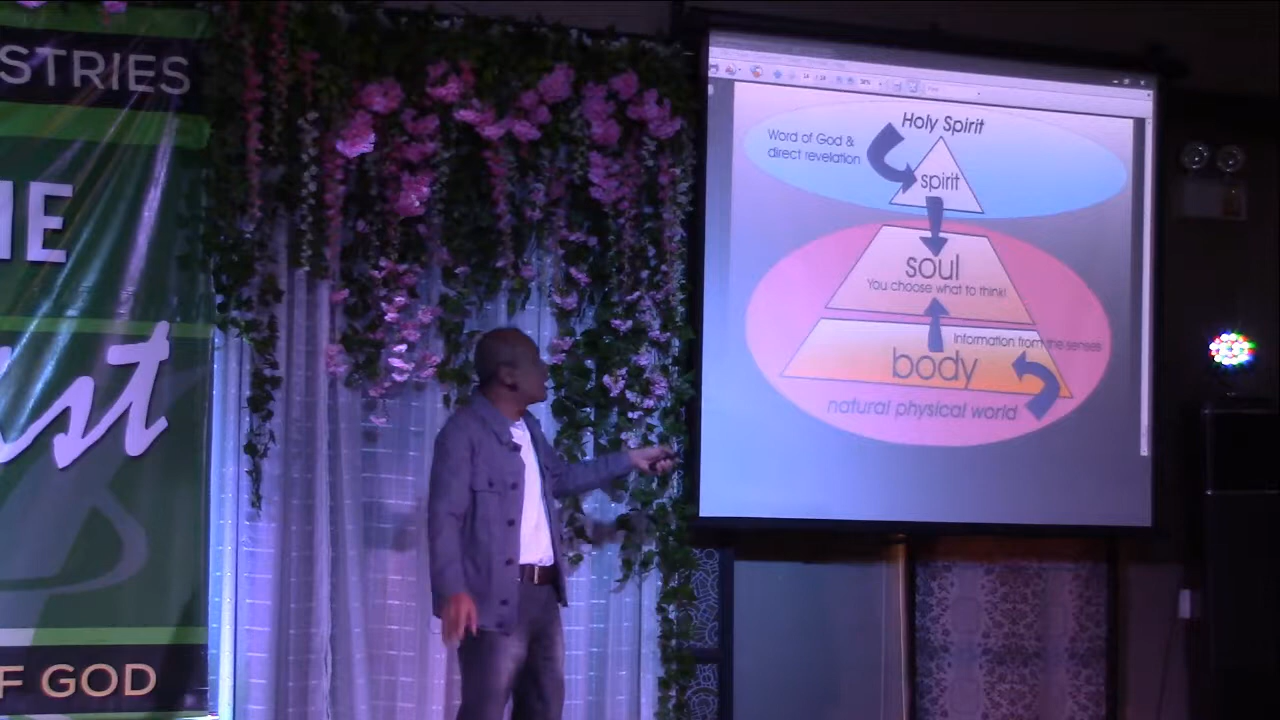 STRIES
IE
st
F GOD
Holy Spirit
Word of God &
direct revelation
spirit
soul
You choose what to think!
Information from the senses
body
natural physical world